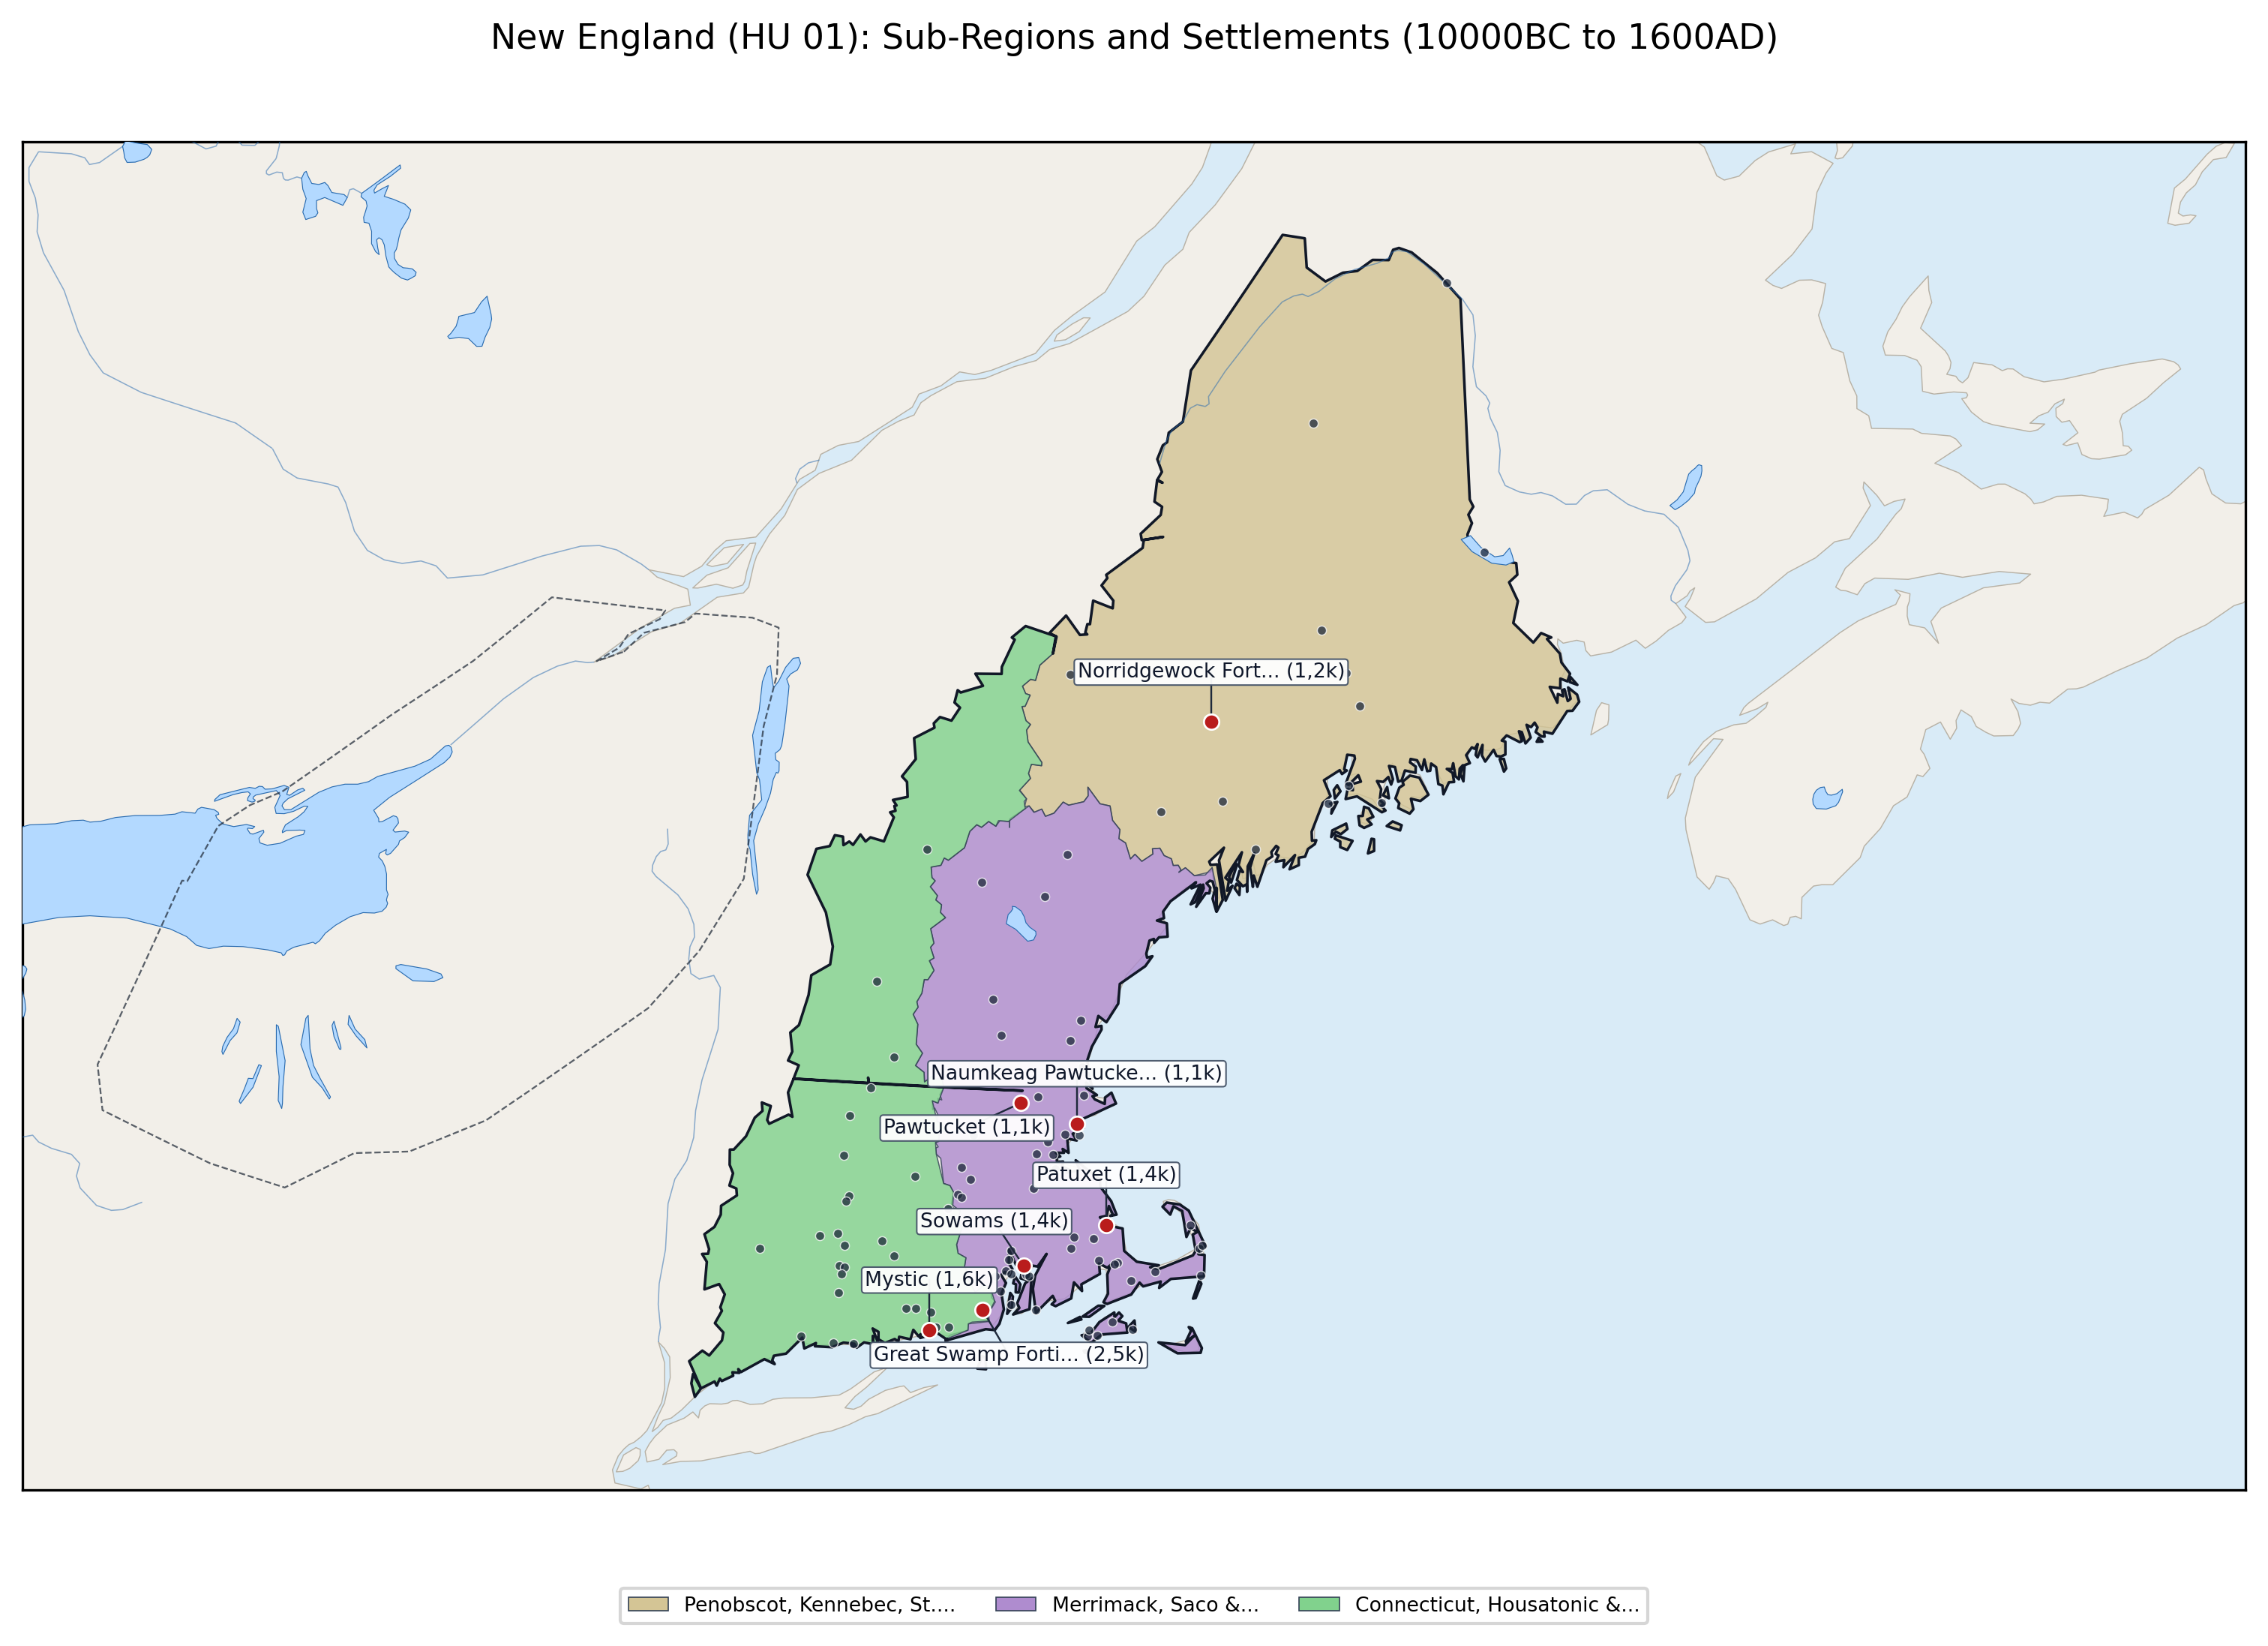 New England (HU 01): Sub-Regions and Settlements (10000BC to 1600AD)
Norridgewock Fort... (1,2k)
Naumkeag Pawtucke... (1,1k)
Pawtucket (1,1k)
Patuxet (1,4k)
Sowams (1,4k)
Mystic (1,6k)
Great Swamp Forti... (2,5k)
Penobscot, Kennebec, St....
Merrimack, Saco &...
Connecticut, Housatonic &...